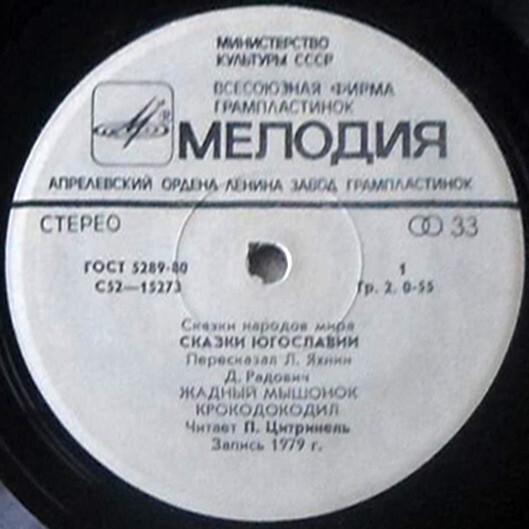 МИНИСТЕРСТВО
КУЛЬТУРЫ СССР
ВСЕСОЮЗНАЯ ФИРМА
ГРАМПЛАСТИНОК
МЕЛОДИЯ
АПРЕЛЕВСКИЙ ОРДЕНА ЛЕНИНА ЗАВОД ГРАМПЛАСТИНОК
СТЕРЕО 33
ГОСТ 5289-80 1
С52—15273 Гр. 2. 0-55
Сказки народов мира
СКАЗКИ ЮГОСЛАВИИ
Пересказал Л. Яхнин
Д. Радович
ЖАДНЫЙ МЫШОНОК
КРОКОДОКОДИЛ
Читает П. Цитринель
Запись 1979 г.